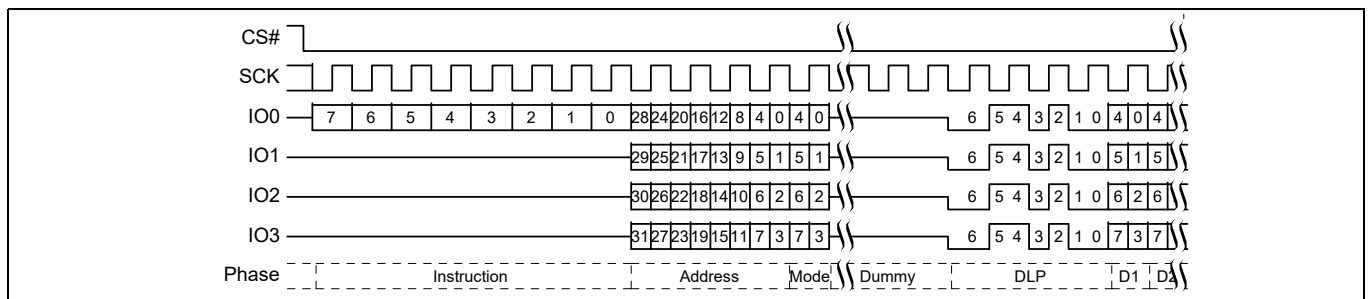 CS#
SCK
IO0 7 6 5 4 3 2 1 0 28 24 20 16 12 8 4 0 4 0 6 5 4 3 2 1 0 4 0 4
IO1 29 25 21 17 13 9 5 1 5 1 6 5 4 3 2 1 0 5 1 5
IO2 30 26 22 18 14 10 6 2 6 2 6 5 4 3 2 1 0 6 2 6
IO3 31 27 23 19 15 11 7 3 7 3 6 5 4 3 2 1 0 7 3 7
Phase Instruction Address Mode Dummy DLP D1 D2